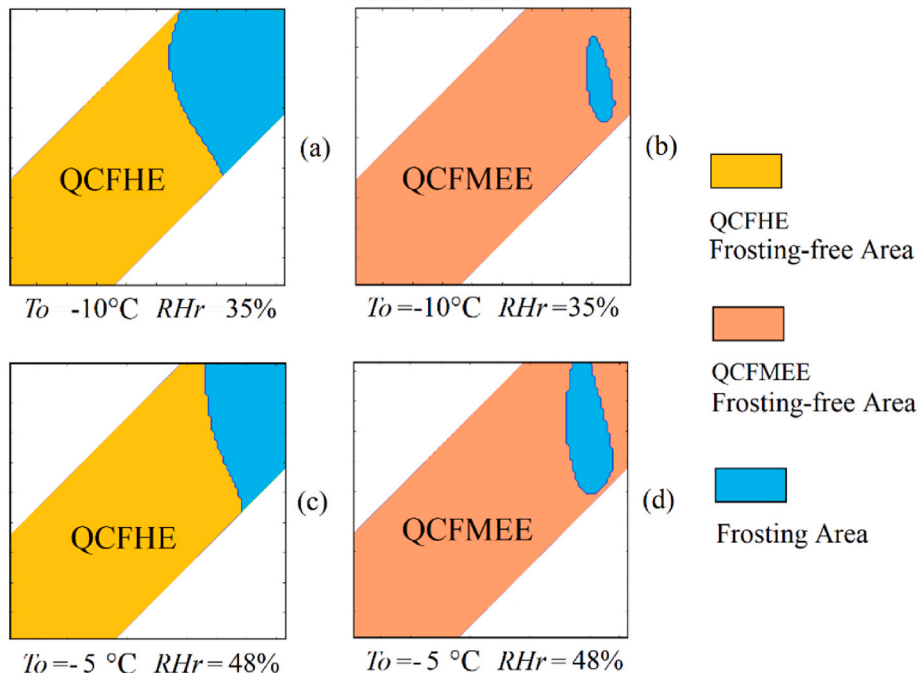 QCFHE
(a)
To = -10°C RHr = 35%
QCFMEE
(b)
To = -10°C RHr = 35%
QCFHE
(c)
To = - 5 °C RHr = 48%
QCFMEE
(d)
To = - 5 °C RHr = 48%
QCFHE
Frosting-free Area
QCFMEE
Frosting-free Area
Frosting Area